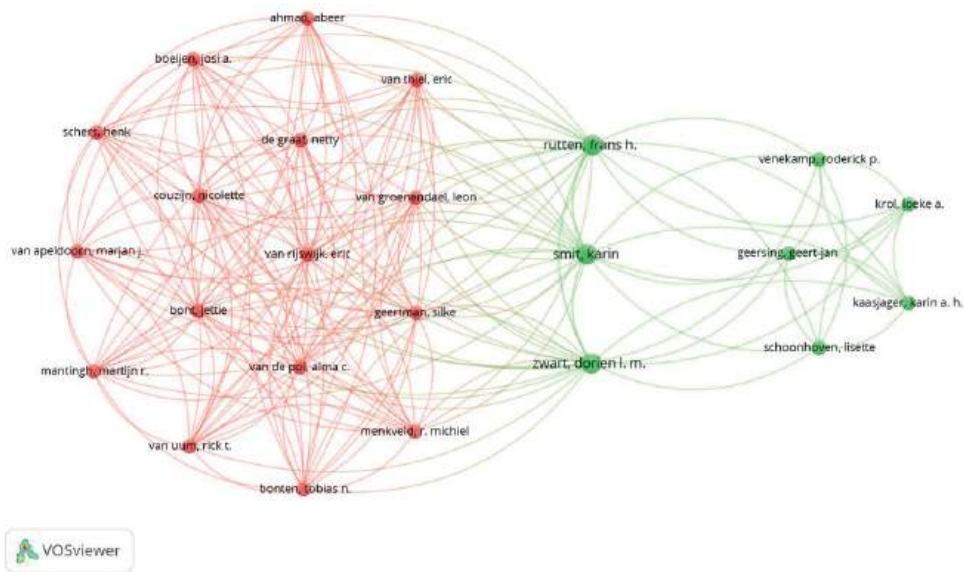 ahmad, abeer
boeijen, josi a.
van thiel, eric
schers, henk
de graaf, netty
rutten, frans h.
venekamp, roderick p.
couzijn, nicolette
van groenendael, leon
krol, loeke a.
van apeldoorn, marjan j.
van rijswijk, eric
smit, karin
geersing, geert-jan
bont, jettie
geertman, silke
kaasjager, karin a. h.
mantingh, martijn r.
van de pol, alma c.
zwart, dorien l. m.
schoonhoven, lisette
van uum, rick t.
menkveld, r. michiel
bonten, tobias n.
VOSviewer